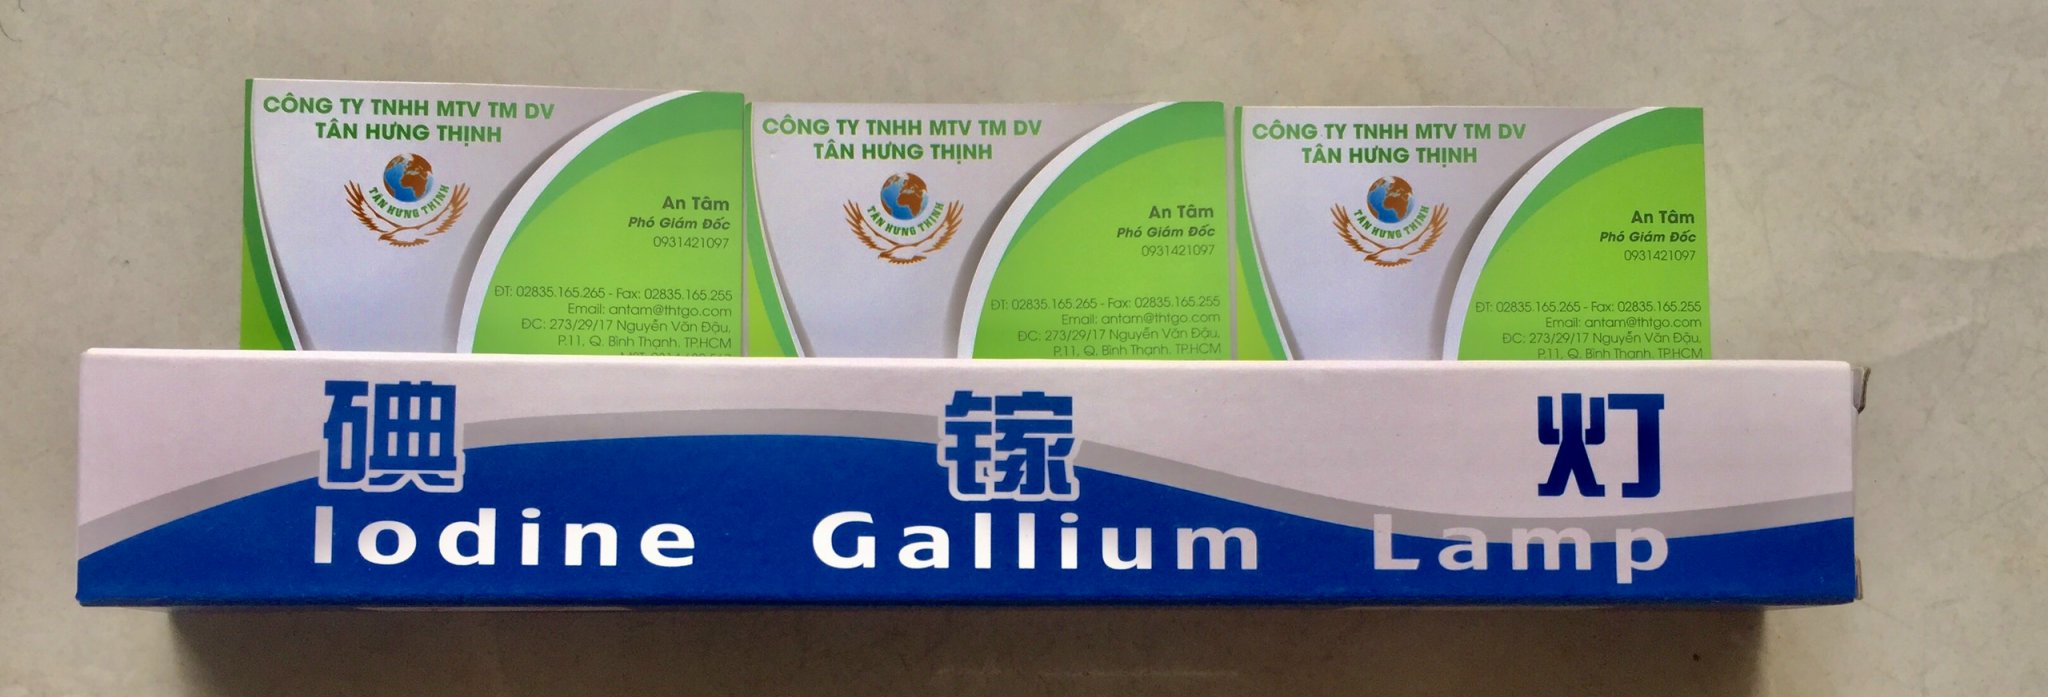 CÔNG TY TNHH MTV TM DV
TÂN HƯNG THỊNH
TÂN HƯNG THỊNH
An Tâm
Phó Giám Đốc
0931421097
ĐT: 02835.165.265 - Fax: 02835.165.255
Email: antam@thtgo.com
ĐC: 273/29/17 Nguyễn Văn Đậu,
P.11, Q. Bình Thạnh, TP.HCM
CÔNG TY TNHH MTV TM DV
TÂN HƯNG THỊNH
TÂN HƯNG THỊNH
An Tâm
Phó Giám Đốc
0931421097
ĐT: 02835.165.265 - Fax: 02835.165.255
Email: antam@thtgo.com
ĐC: 273/29/17 Nguyễn Văn Đậu,
P.11, Q. Bình Thạnh, TP.HCM
CÔNG TY TNHH MTV TM DV
TÂN HƯNG THỊNH
TÂN HƯNG THỊNH
An Tâm
Phó Giám Đốc
0931421097
ĐT: 02835.165.265 - Fax: 02835.165.255
Email: antam@thtgo.com
ĐC: 273/29/17 Nguyễn Văn Đậu,
P.11, Q. Bình Thạnh, TP.HCM
碘 镓 灯
Iodine Gallium Lamp